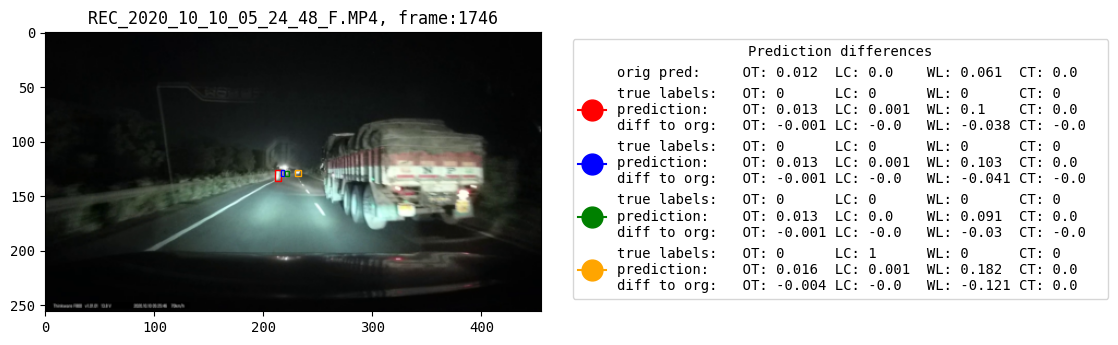 REC_2020_10_10_05_24_48_F.MP4, frame:1746
Prediction differences
orig pred: OT: 0.012 LC: 0.0 WL: 0.061 CT: 0.0
true labels: OT: 0 LC: 0 WL: 0 CT: 0
prediction: OT: 0.013 LC: 0.001 WL: 0.1 CT: 0.0
diff to org: OT: -0.001 LC: -0.0 WL: -0.038 CT: -0.0
true labels: OT: 0 LC: 0 WL: 0 CT: 0
prediction: OT: 0.013 LC: 0.001 WL: 0.103 CT: 0.0
diff to org: OT: -0.001 LC: -0.0 WL: -0.041 CT: -0.0
true labels: OT: 0 LC: 0 WL: 0 CT: 0
prediction: OT: 0.013 LC: 0.0 WL: 0.091 CT: 0.0
diff to org: OT: -0.001 LC: -0.0 WL: -0.03 CT: -0.0
true labels: OT: 0 LC: 1 WL: 0 CT: 0
prediction: OT: 0.016 LC: 0.001 WL: 0.182 CT: 0.0
diff to org: OT: -0.004 LC: -0.0 WL: -0.121 CT: 0.0
0
50
100
150
200
250
0 100 200 300 400